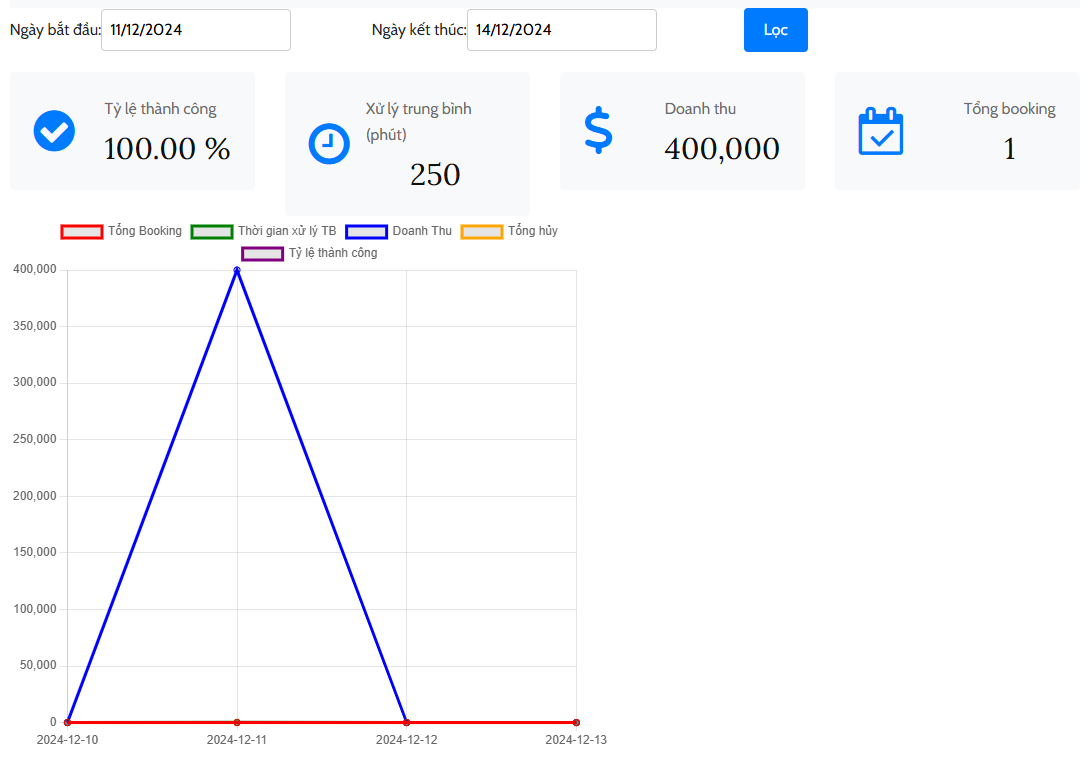 Ngày bắt đầu: 11/12/2024 Ngày kết thúc: 14/12/2024 Lọc
Tỷ lệ thành công
100.00 %
Xử lý trung bình
(phút)
250
Doanh thu
400,000
Tổng booking
1
Tổng Booking Thời gian xử lý TB Doanh Thu Tổng hủy
Tỷ lệ thành công
400,000
350,000
300,000
250,000
200,000
150,000
100,000
50,000
0
2024-12-10 2024-12-11 2024-12-12 2024-12-13